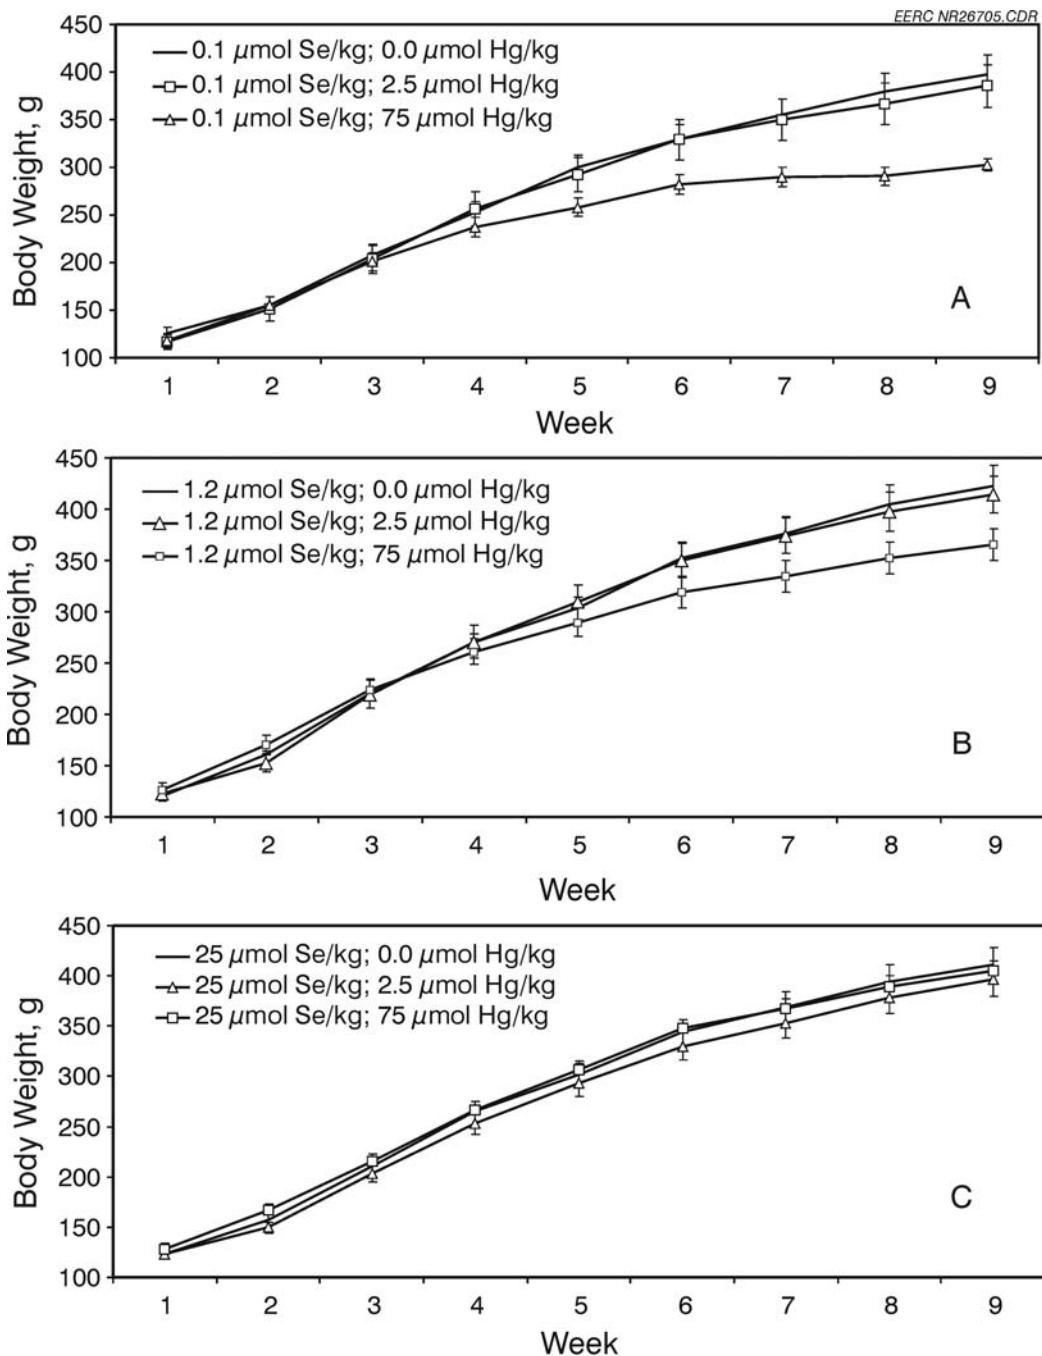 EERC NR26705.CDR
450
400
350
300
250
200
150
100
Body Weight, g
0.1 µmol Se/kg; 0.0 µmol Hg/kg
0.1 µmol Se/kg; 2.5 µmol Hg/kg
0.1 µmol Se/kg; 75 µmol Hg/kg
A
1 2 3 4 5 6 7 8 9
Week
450
400
350
300
250
200
150
100
Body Weight, g
1.2 µmol Se/kg; 0.0 µmol Hg/kg
1.2 µmol Se/kg; 2.5 µmol Hg/kg
1.2 µmol Se/kg; 75 µmol Hg/kg
B
1 2 3 4 5 6 7 8 9
Week
450
400
350
300
250
200
150
100
Body Weight, g
25 µmol Se/kg; 0.0 µmol Hg/kg
25 µmol Se/kg; 2.5 µmol Hg/kg
25 µmol Se/kg; 75 µmol Hg/kg
C
1 2 3 4 5 6 7 8 9
Week